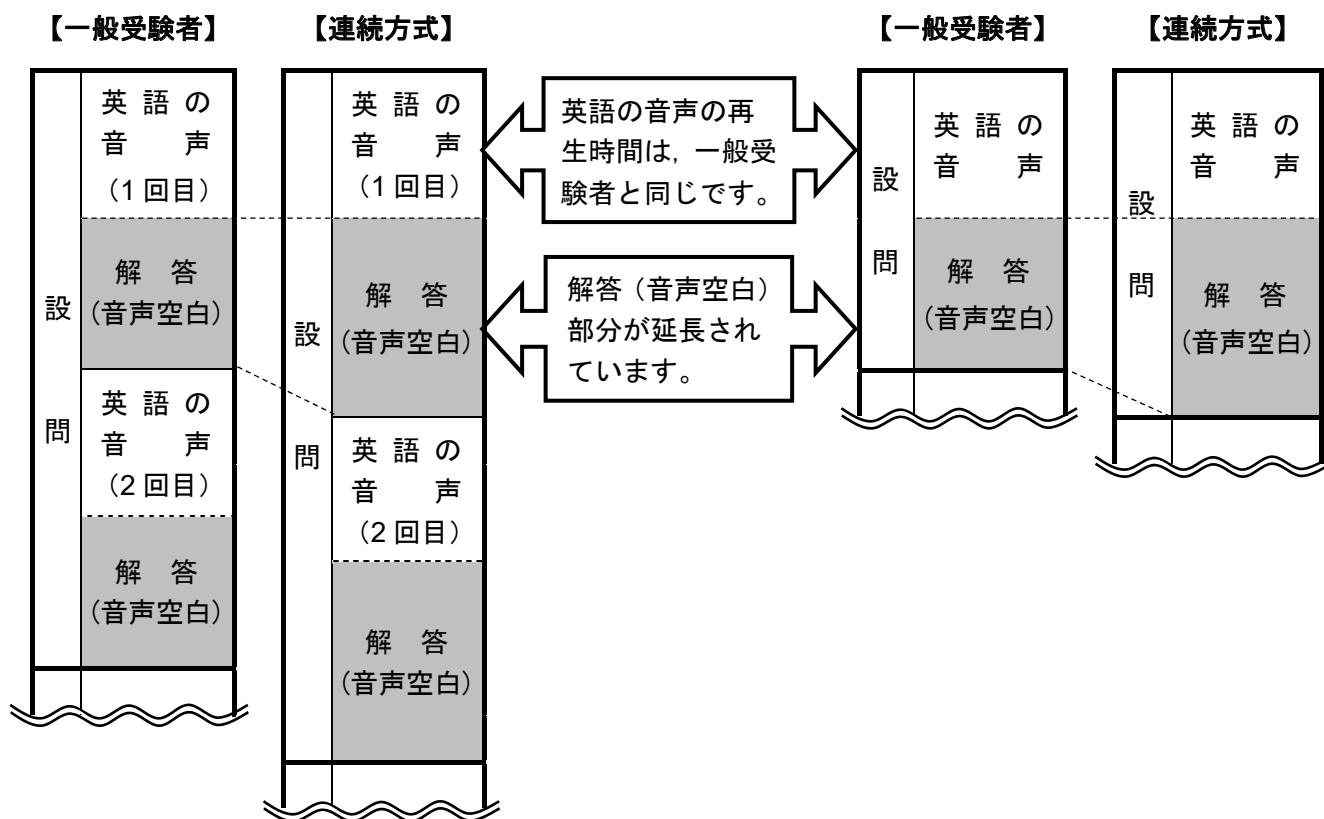 【一般受験者】
設問
英語の
音声
（1回目）
解答
（音声空白）
英語の
音声
（2回目）
解答
（音声空白）
【連続方式】
設問
英語の
音声
（1回目）
解答
（音声空白）
英語の
音声
（2回目）
解答
（音声空白）
英語の音声の再
生時間は，一般受
験者と同じです。
解答（音声空白）
部分が延長され
ています。
【一般受験者】
設問
英語の
音声
解答
（音声空白）
【連続方式】
設問
英語の
音声
解答
（音声空白）